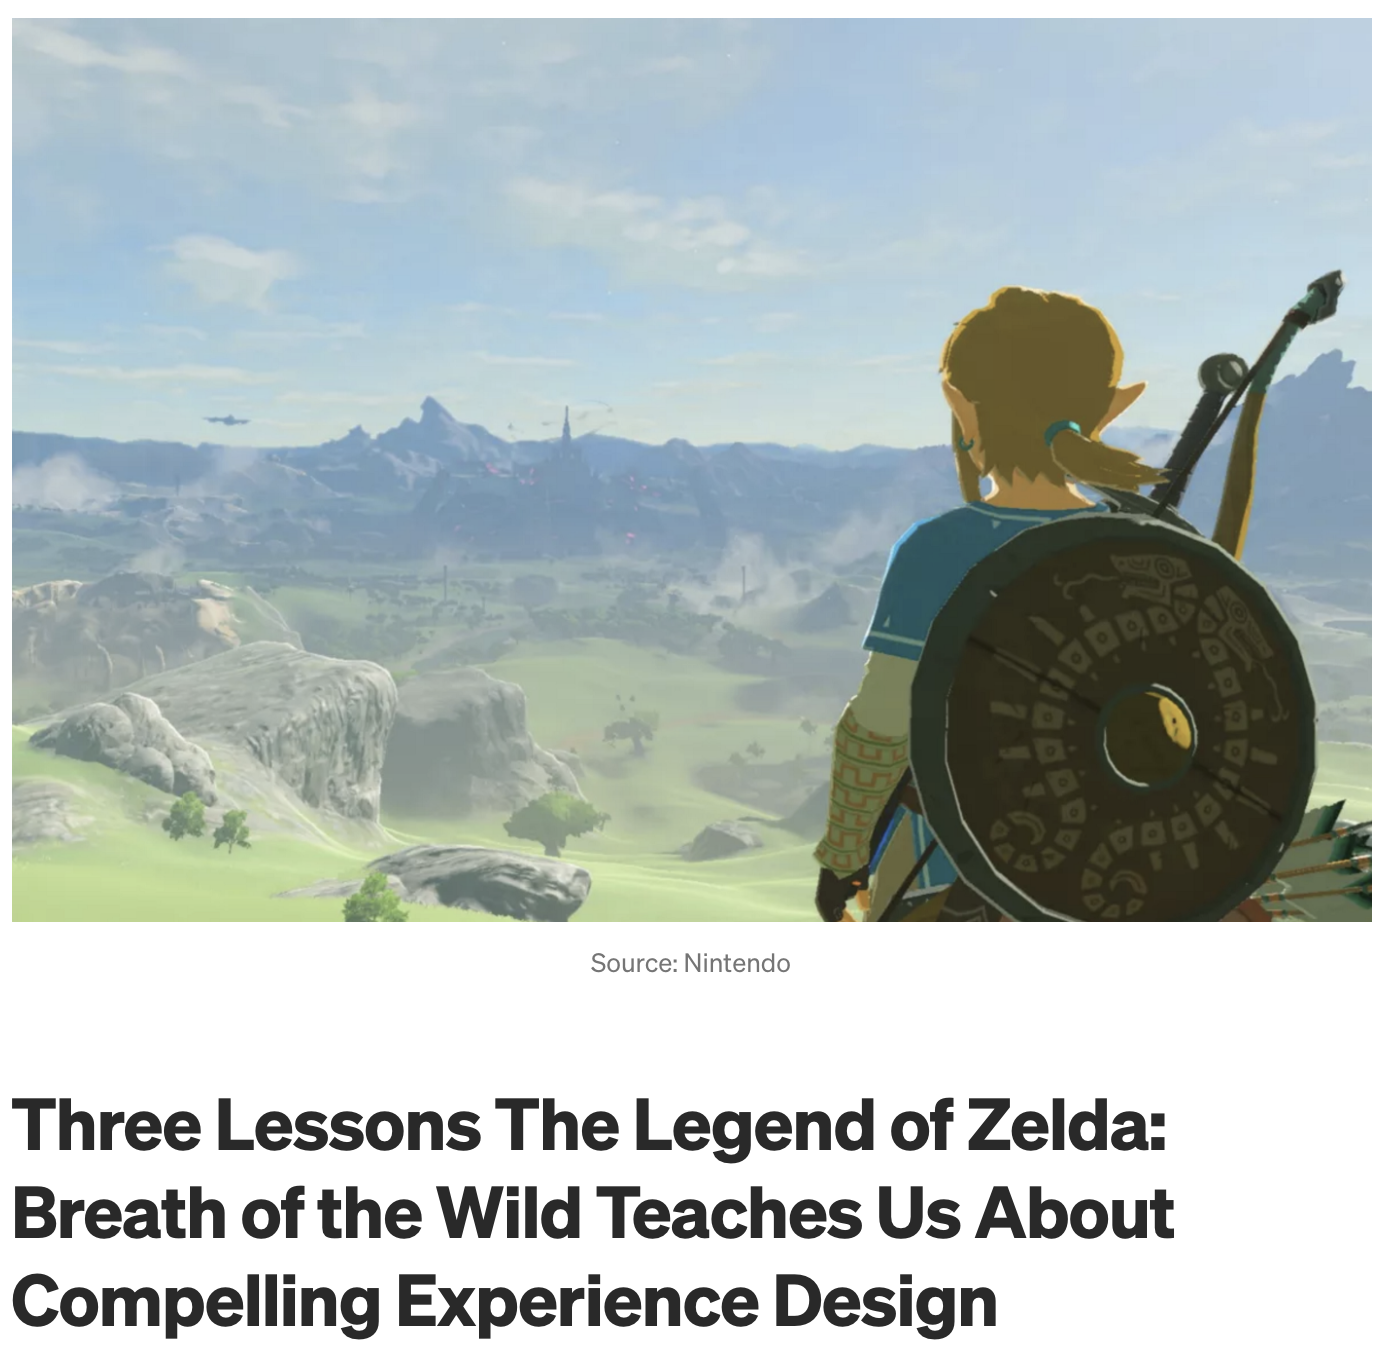 Source: Nintendo
Three Lessons The Legend of Zelda:
Breath of the Wild Teaches Us About
Compelling Experience Design